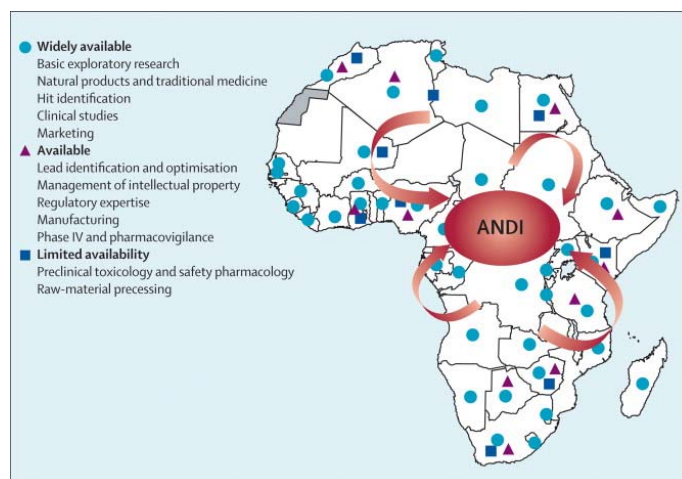 Widely available
Basic exploratory research
Natural products and traditional medicine
Hit identification
Clinical studies
Marketing
Available
Lead identification and optimisation
Management of intellectual property
Regulatory expertise
Manufacturing
Phase IV and pharmacovigilance
Limited availability
Preclinical toxicology and safety pharmacology
Raw-material precessing
ANDI